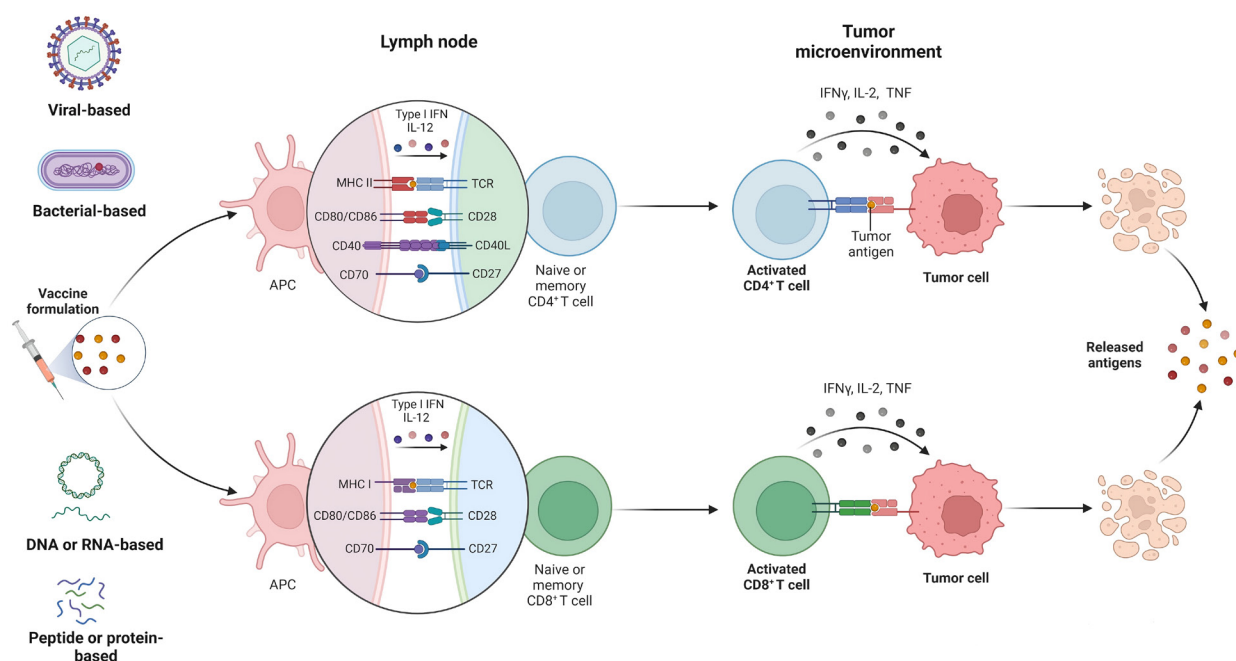 Viral-based
Bacterial-based
Vaccine
formulation
DNA or RNA-based
Peptide or protein-
based
Lymph node
Type I IFN
IL-12
MHC II
TCR
CD80/CD86
CD28
CD40
CD40L
CD70
CD27
APC
Naive or
memory
CD4⁺ T cell
Type I IFN
IL-12
MHC I
TCR
CD80/CD86
CD28
CD70
CD27
APC
Naive or
memory
CD8⁺ T cell
Tumor
microenvironment
IFNγ, IL-2, TNF
Tumor
antigen
Activated
CD4⁺ T cell
Tumor cell
IFNγ, IL-2, TNF
Activated
CD8⁺ T cell
Tumor cell
Released
antigens